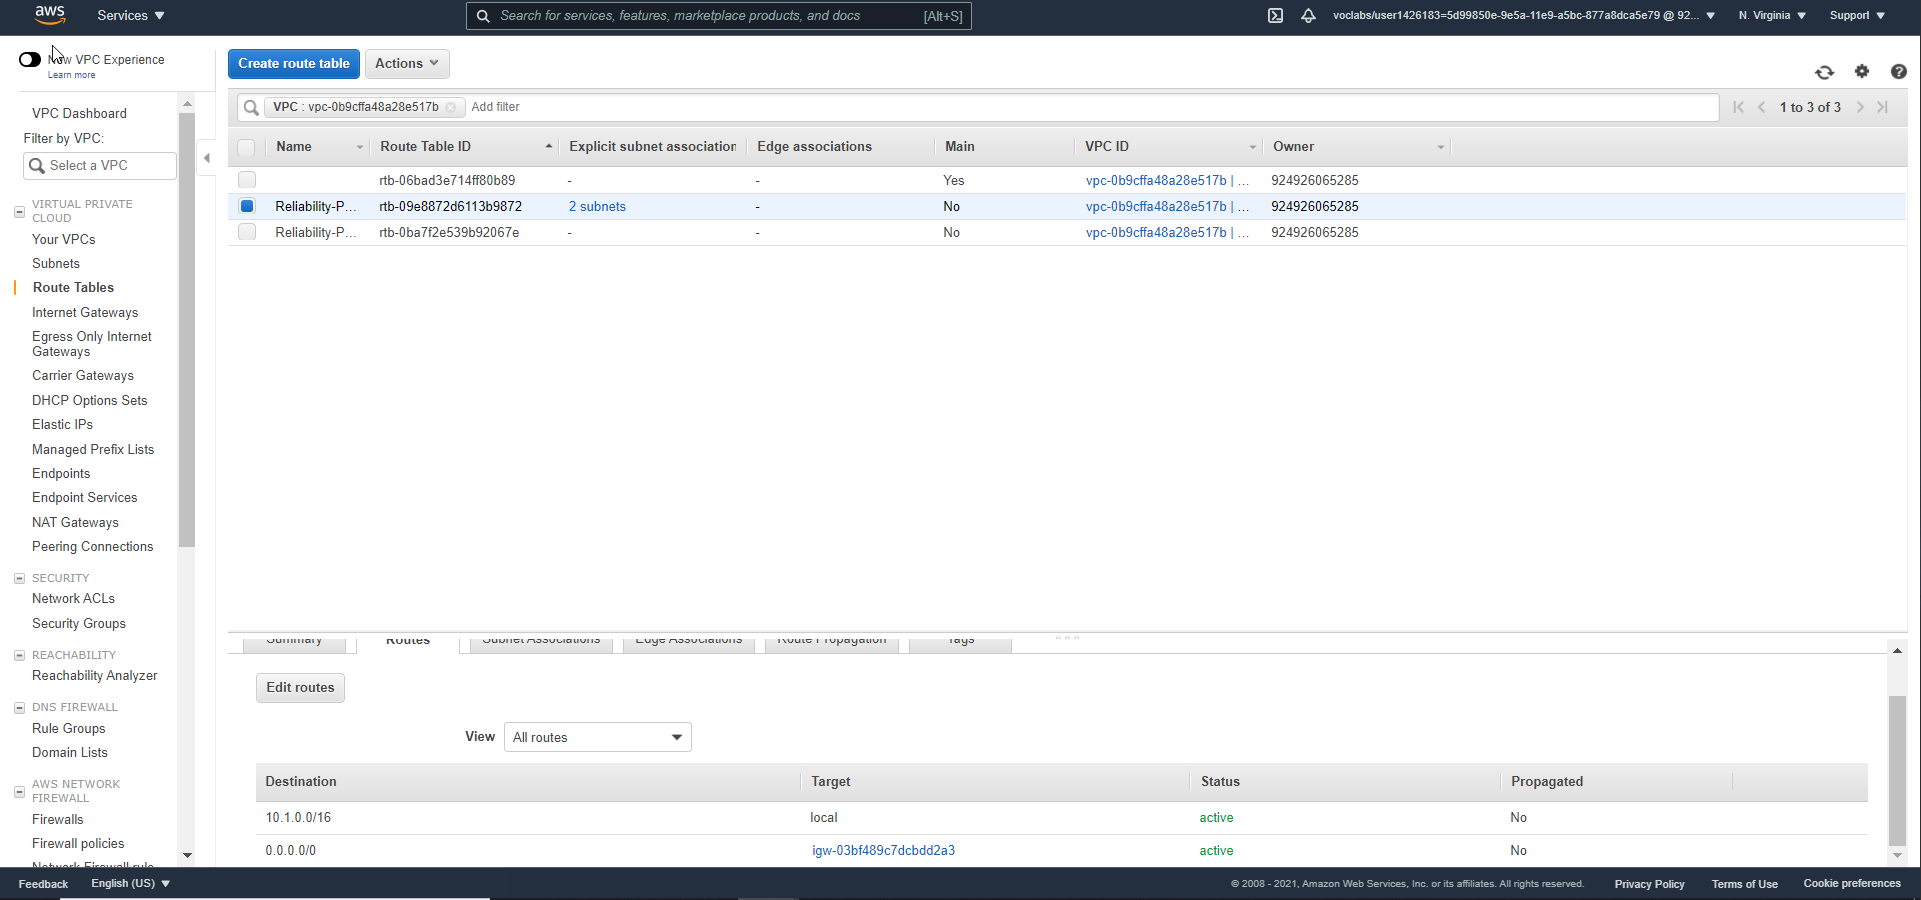 aws
Services
Search for services, features, marketplace products, and docs [Alt+S]
voclabs/user1426183=5d99850e-9e5a-11e9-a5bc-877a8dca5e79 @ 92...
N. Virginia
Support
New VPC Experience
Learn more
VPC Dashboard
Filter by VPC:
Select a VPC
VIRTUAL PRIVATE
CLOUD
Your VPCs
Subnets
Route Tables
Internet Gateways
Egress Only Internet
Gateways
Carrier Gateways
DHCP Options Sets
Elastic IPs
Managed Prefix Lists
Endpoints
Endpoint Services
NAT Gateways
Peering Connections
SECURITY
Network ACLs
Security Groups
REACHABILITY
Reachability Analyzer
DNS FIREWALL
Rule Groups
Domain Lists
AWS NETWORK
FIREWALL
Firewalls
Firewall policies
Network Firewall rule
Create route table Actions
VPC : vpc-0b9cffa48a28e517b Add filter
1 to 3 of 3
Name Route Table ID Explicit subnet association Edge associations Main VPC ID Owner
rtb-06bad3e714ff80b89 - - Yes vpc-0b9cffa48a28e517b | ... 924926065285
Reliability-P... rtb-09e8872d6113b9872 2 subnets - No vpc-0b9cffa48a28e517b | ... 924926065285
Reliability-P... rtb-0ba7f2e539b92067e - - No vpc-0b9cffa48a28e517b | ... 924926065285
Summary Routes Subnet Associations Edge Associations Route Propagation Tags
Edit routes
View All routes
Destination Target Status Propagated
10.1.0.0/16 local active No
0.0.0.0/0 igw-03bf489c7dcbdd2a3 active No
Feedback English (US)
© 2008 - 2021, Amazon Web Services, Inc. or its affiliates. All rights reserved. Privacy Policy Terms of Use Cookie preferences